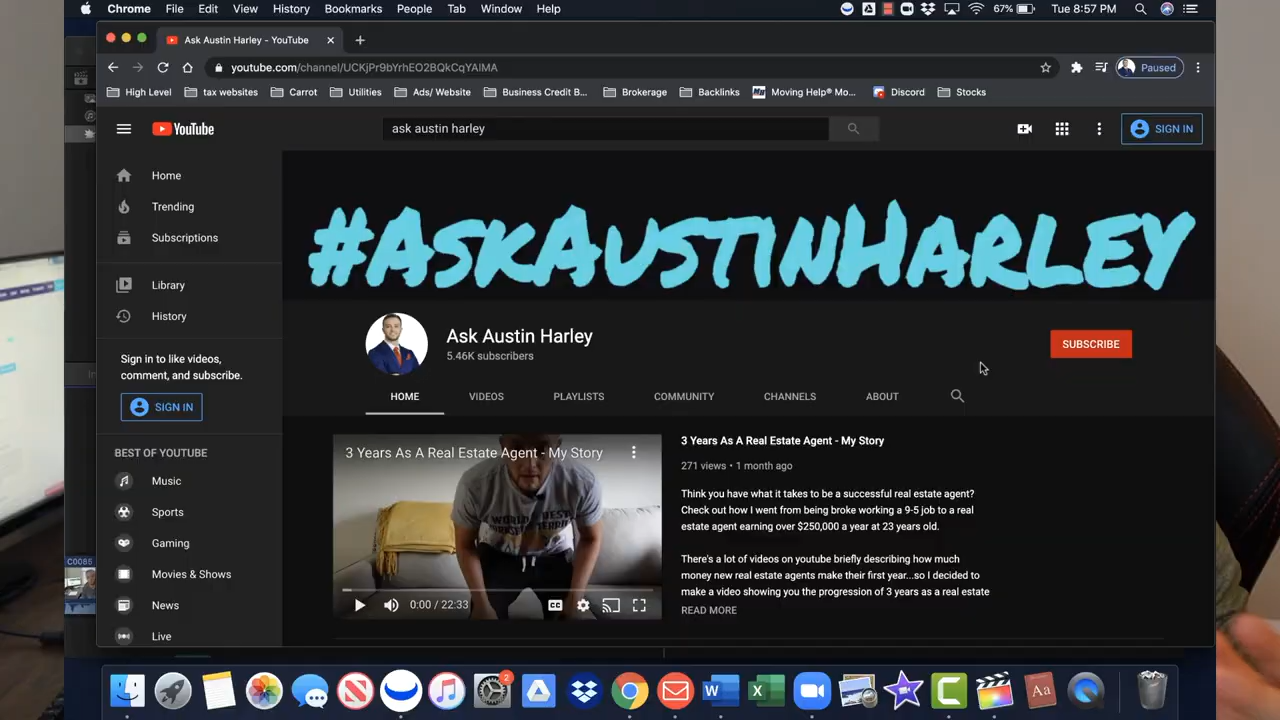 Chrome File Edit View History Bookmarks People Tab Window Help 67% Tue 8:57 PM
Ask Austin Harley - YouTube
youtube.com/channel/UCKjPr9bYrhEO2BQkCqYAlMA Paused
High Level tax websites Carrot Utilities Ads/ Website Business Credit B... Brokerage Backlinks Moving Help® Mo... Discord Stocks
YouTube ask austin harley SIGN IN
Home
Trending
Subscriptions
Library
History
Sign in to like videos,
comment, and subscribe.
SIGN IN
BEST OF YOUTUBE
Music
Sports
Gaming
Movies & Shows
News
Live
#AskAustinHarley
Ask Austin Harley
5.46K subscribers
SUBSCRIBE
HOME VIDEOS PLAYLISTS COMMUNITY CHANNELS ABOUT
3 Years As A Real Estate Agent - My Story
0:00 / 22:33
3 Years As A Real Estate Agent - My Story
271 views • 1 month ago
Think you have what it takes to be a successful real estate agent?
Check out how I went from being broke working a 9-5 job to a real
estate agent earning over $250,000 a year at 23 years old.
There's a lot of videos on youtube briefly describing how much
money new real estate agents make their first year...so I decided to
make a video showing you the progression of 3 years as a real estate
READ MORE
C0085
2